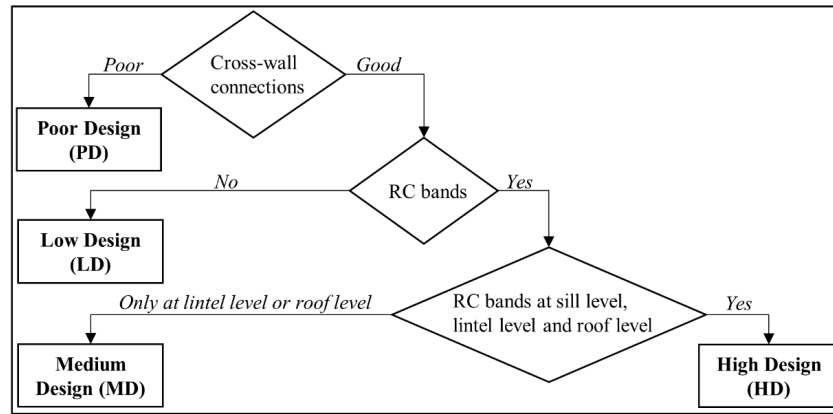 Cross-wall
connections
Poor
Good
Poor Design
(PD)
RC bands
No
Yes
Low Design
(LD)
RC bands at sill level,
lintel level and roof level
Only at lintel level or roof level
Yes
Medium
Design (MD)
High Design
(HD)